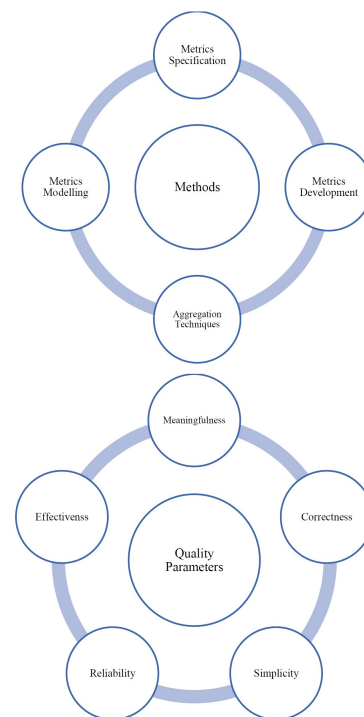 Metrics
Specification
Metrics
Modelling
Methods
Metrics
Development
Aggregation
Techniques
Meaningfulness
Effectivenss
Correctness
Quality
Parameters
Reliability
Simplicity